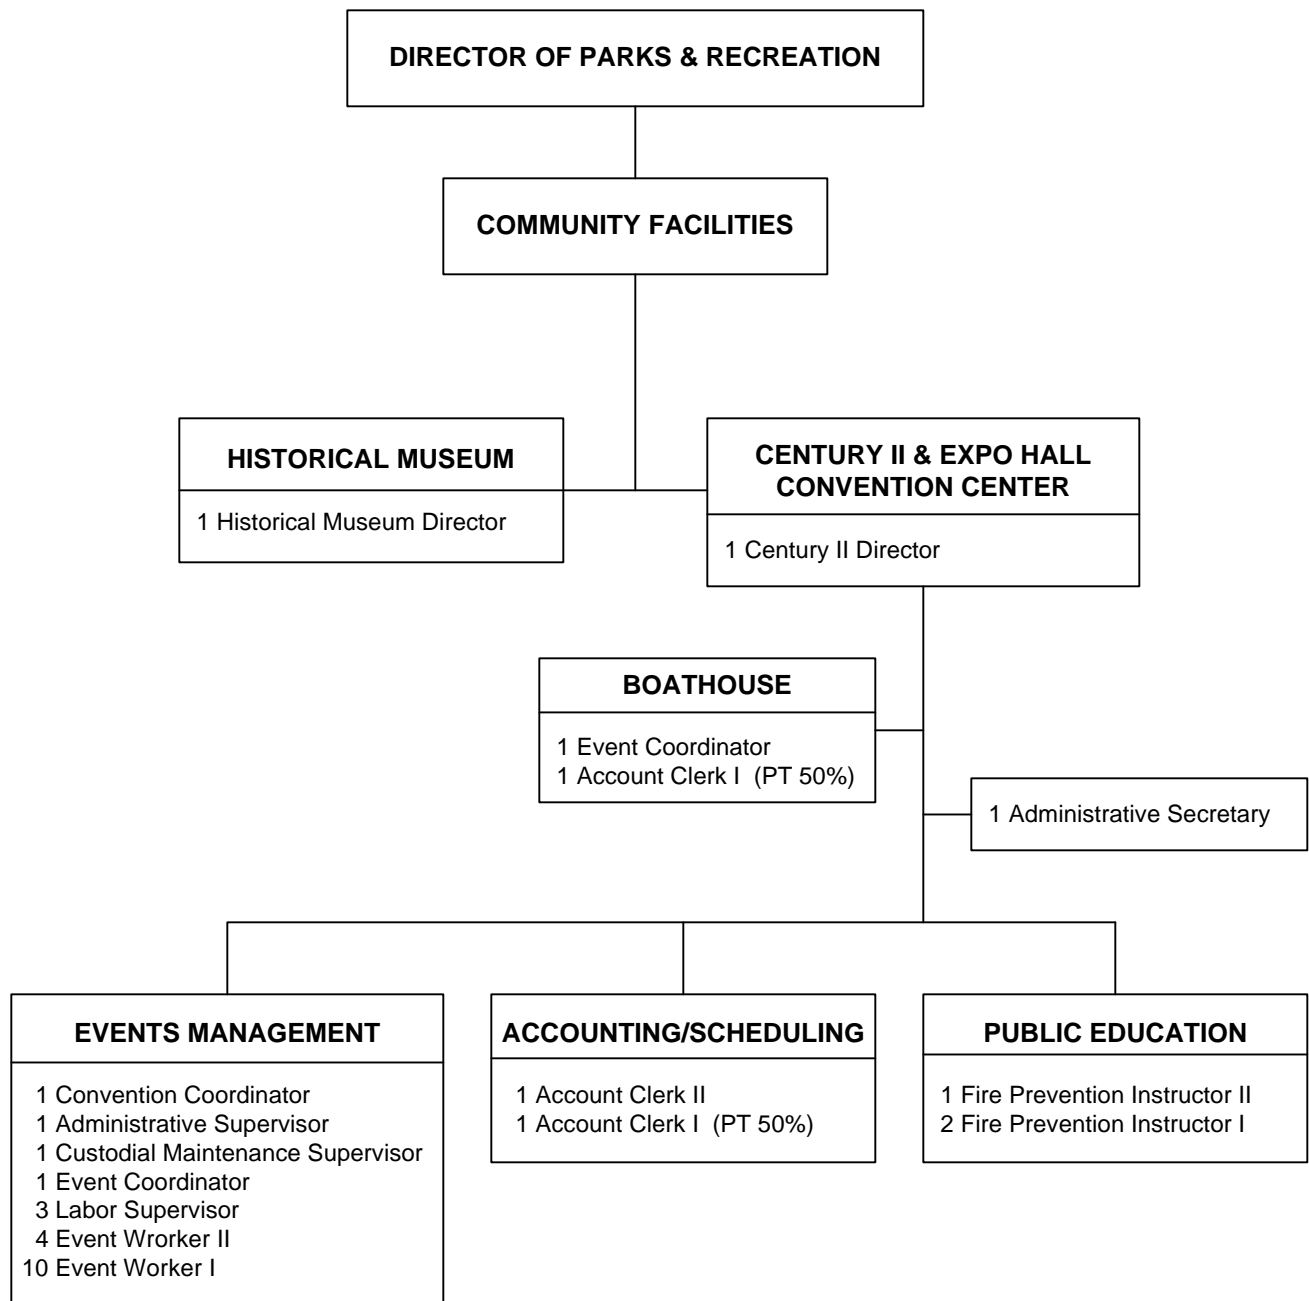 DIRECTOR OF PARKS & RECREATION
COMMUNITY FACILITIES
HISTORICAL MUSEUM
1 Historical Museum Director
CENTURY II & EXPO HALL
CONVENTION CENTER
1 Century II Director
BOATHOUSE
1 Event Coordinator
1 Account Clerk I (PT 50%)
1 Administrative Secretary
EVENTS MANAGEMENT
1 Convention Coordinator
1 Administrative Supervisor
1 Custodial Maintenance Supervisor
1 Event Coordinator
3 Labor Supervisor
4 Event Wrorker II
10 Event Worker I
ACCOUNTING/SCHEDULING
1 Account Clerk II
1 Account Clerk I (PT 50%)
PUBLIC EDUCATION
1 Fire Prevention Instructor II
2 Fire Prevention Instructor I